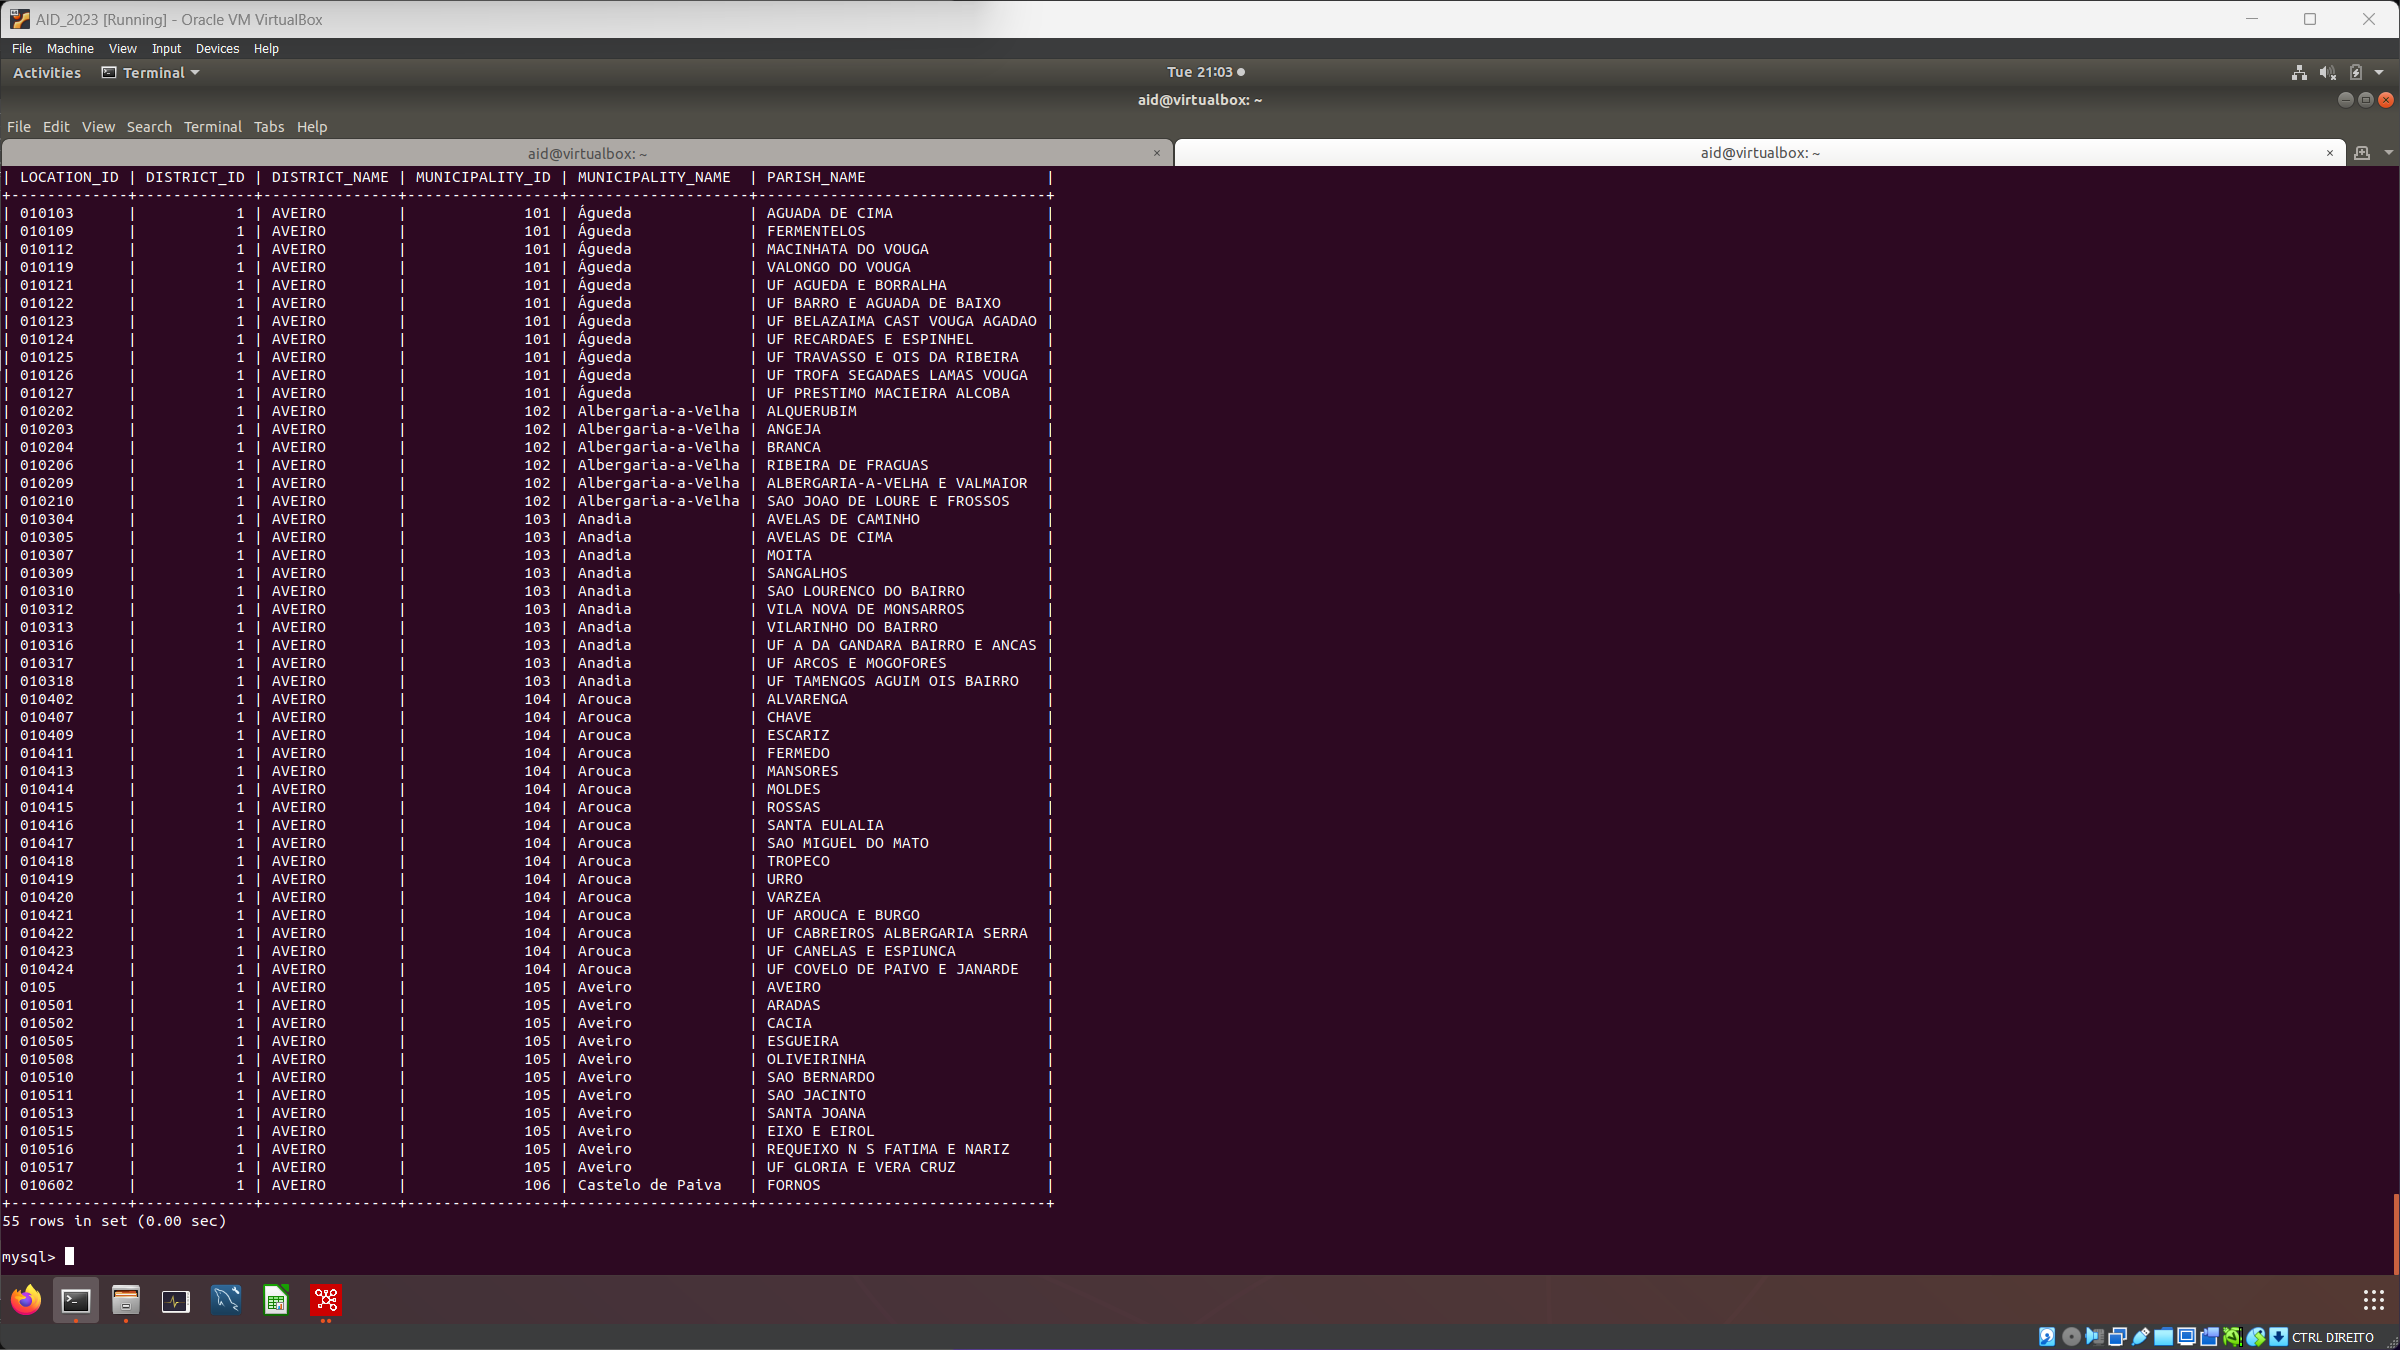 AID_2023 [Running] - Oracle VM VirtualBox
File Machine View Input Devices Help
Activities Terminal Tue 21:03
aid@virtualbox: ~
File Edit View Search Terminal Tabs Help
aid@virtualbox: ~ × aid@virtualbox: ~ ×
| LOCATION_ID | DISTRICT_ID | DISTRICT_NAME | MUNICIPALITY_ID | MUNICIPALITY_NAME | PARISH_NAME |
+-------------+-------------+---------------+-----------------+--------------------+--------------------------------+
| 010103 | 1 | AVEIRO | 101 | Águeda | AGUADA DE CIMA |
| 010109 | 1 | AVEIRO | 101 | Águeda | FERMENTELOS |
| 010112 | 1 | AVEIRO | 101 | Águeda | MACINHATA DO VOUGA |
| 010119 | 1 | AVEIRO | 101 | Águeda | VALONGO DO VOUGA |
| 010121 | 1 | AVEIRO | 101 | Águeda | UF AGUEDA E BORRALHA |
| 010122 | 1 | AVEIRO | 101 | Águeda | UF BARRO E AGUADA DE BAIXO |
| 010123 | 1 | AVEIRO | 101 | Águeda | UF BELAZAIMA CAST VOUGA AGADAO |
| 010124 | 1 | AVEIRO | 101 | Águeda | UF RECARDAES E ESPINHEL |
| 010125 | 1 | AVEIRO | 101 | Águeda | UF TRAVASSO E OIS DA RIBEIRA |
| 010126 | 1 | AVEIRO | 101 | Águeda | UF TROFA SEGADAES LAMAS VOUGA |
| 010127 | 1 | AVEIRO | 101 | Águeda | UF PRESTIMO MACIEIRA ALCOBA |
| 010202 | 1 | AVEIRO | 102 | Albergaria-a-Velha | ALQUERUBIM |
| 010203 | 1 | AVEIRO | 102 | Albergaria-a-Velha | ANGEJA |
| 010204 | 1 | AVEIRO | 102 | Albergaria-a-Velha | BRANCA |
| 010206 | 1 | AVEIRO | 102 | Albergaria-a-Velha | RIBEIRA DE FRAGUAS |
| 010209 | 1 | AVEIRO | 102 | Albergaria-a-Velha | ALBERGARIA-A-VELHA E VALMAIOR |
| 010210 | 1 | AVEIRO | 102 | Albergaria-a-Velha | SAO JOAO DE LOURE E FROSSOS |
| 010304 | 1 | AVEIRO | 103 | Anadia | AVELAS DE CAMINHO |
| 010305 | 1 | AVEIRO | 103 | Anadia | AVELAS DE CIMA |
| 010307 | 1 | AVEIRO | 103 | Anadia | MOITA |
| 010309 | 1 | AVEIRO | 103 | Anadia | SANGALHOS |
| 010310 | 1 | AVEIRO | 103 | Anadia | SAO LOURENCO DO BAIRRO |
| 010312 | 1 | AVEIRO | 103 | Anadia | VILA NOVA DE MONSARROS |
| 010313 | 1 | AVEIRO | 103 | Anadia | VILARINHO DO BAIRRO |
| 010316 | 1 | AVEIRO | 103 | Anadia | UF A DA GANDARA BAIRRO E ANCAS |
| 010317 | 1 | AVEIRO | 103 | Anadia | UF ARCOS E MOGOFORES |
| 010318 | 1 | AVEIRO | 103 | Anadia | UF TAMENGOS AGUIM OIS BAIRRO |
| 010402 | 1 | AVEIRO | 104 | Arouca | ALVARENGA |
| 010407 | 1 | AVEIRO | 104 | Arouca | CHAVE |
| 010409 | 1 | AVEIRO | 104 | Arouca | ESCARIZ |
| 010411 | 1 | AVEIRO | 104 | Arouca | FERMEDO |
| 010413 | 1 | AVEIRO | 104 | Arouca | MANSORES |
| 010414 | 1 | AVEIRO | 104 | Arouca | MOLDES |
| 010415 | 1 | AVEIRO | 104 | Arouca | ROSSAS |
| 010416 | 1 | AVEIRO | 104 | Arouca | SANTA EULALIA |
| 010417 | 1 | AVEIRO | 104 | Arouca | SAO MIGUEL DO MATO |
| 010418 | 1 | AVEIRO | 104 | Arouca | TROPECO |
| 010419 | 1 | AVEIRO | 104 | Arouca | URRO |
| 010420 | 1 | AVEIRO | 104 | Arouca | VARZEA |
| 010421 | 1 | AVEIRO | 104 | Arouca | UF AROUCA E BURGO |
| 010422 | 1 | AVEIRO | 104 | Arouca | UF CABREIROS ALBERGARIA SERRA |
| 010423 | 1 | AVEIRO | 104 | Arouca | UF CANELAS E ESPIUNCA |
| 010424 | 1 | AVEIRO | 104 | Arouca | UF COVELO DE PAIVO E JANARDE |
| 0105 | 1 | AVEIRO | 105 | Aveiro | AVEIRO |
| 010501 | 1 | AVEIRO | 105 | Aveiro | ARADAS |
| 010502 | 1 | AVEIRO | 105 | Aveiro | CACIA |
| 010505 | 1 | AVEIRO | 105 | Aveiro | ESGUEIRA |
| 010508 | 1 | AVEIRO | 105 | Aveiro | OLIVEIRINHA |
| 010510 | 1 | AVEIRO | 105 | Aveiro | SAO BERNARDO |
| 010511 | 1 | AVEIRO | 105 | Aveiro | SAO JACINTO |
| 010513 | 1 | AVEIRO | 105 | Aveiro | SANTA JOANA |
| 010515 | 1 | AVEIRO | 105 | Aveiro | EIXO E EIROL |
| 010516 | 1 | AVEIRO | 105 | Aveiro | REQUEIXO N S FATIMA E NARIZ |
| 010517 | 1 | AVEIRO | 105 | Aveiro | UF GLORIA E VERA CRUZ |
| 010602 | 1 | AVEIRO | 106 | Castelo de Paiva | FORNOS |
+-------------+-------------+---------------+-----------------+--------------------+--------------------------------+
55 rows in set (0.00 sec)
mysql>
CTRL DIREITO